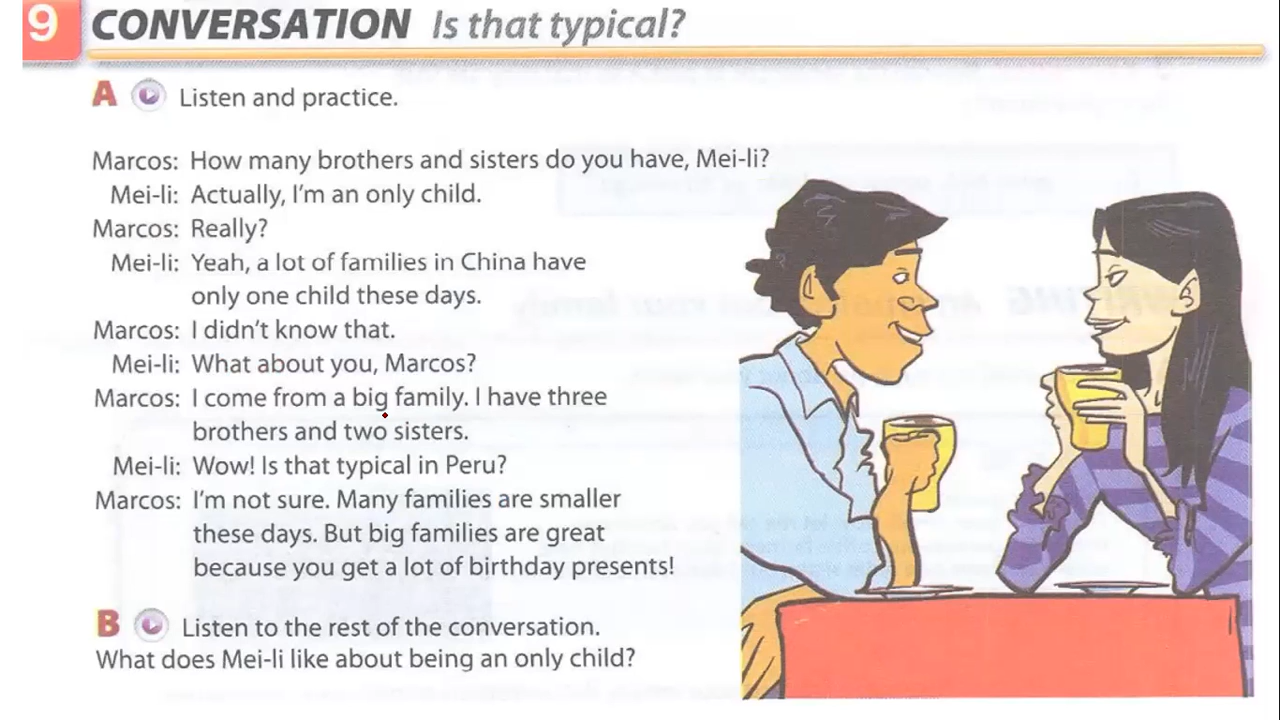 9 CONVERSATION Is that typical?
A Listen and practice.
Marcos: How many brothers and sisters do you have, Mei-li?
Mei-li: Actually, I'm an only child.
Marcos: Really?
Mei-li: Yeah, a lot of families in China have
only one child these days.
Marcos: I didn't know that.
Mei-li: What about you, Marcos?
Marcos: I come from a big family. I have three
brothers and two sisters.
Mei-li: Wow! Is that typical in Peru?
Marcos: I'm not sure. Many families are smaller
these days. But big families are great
because you get a lot of birthday presents!
B Listen to the rest of the conversation.
What does Mei-li like about being an only child?